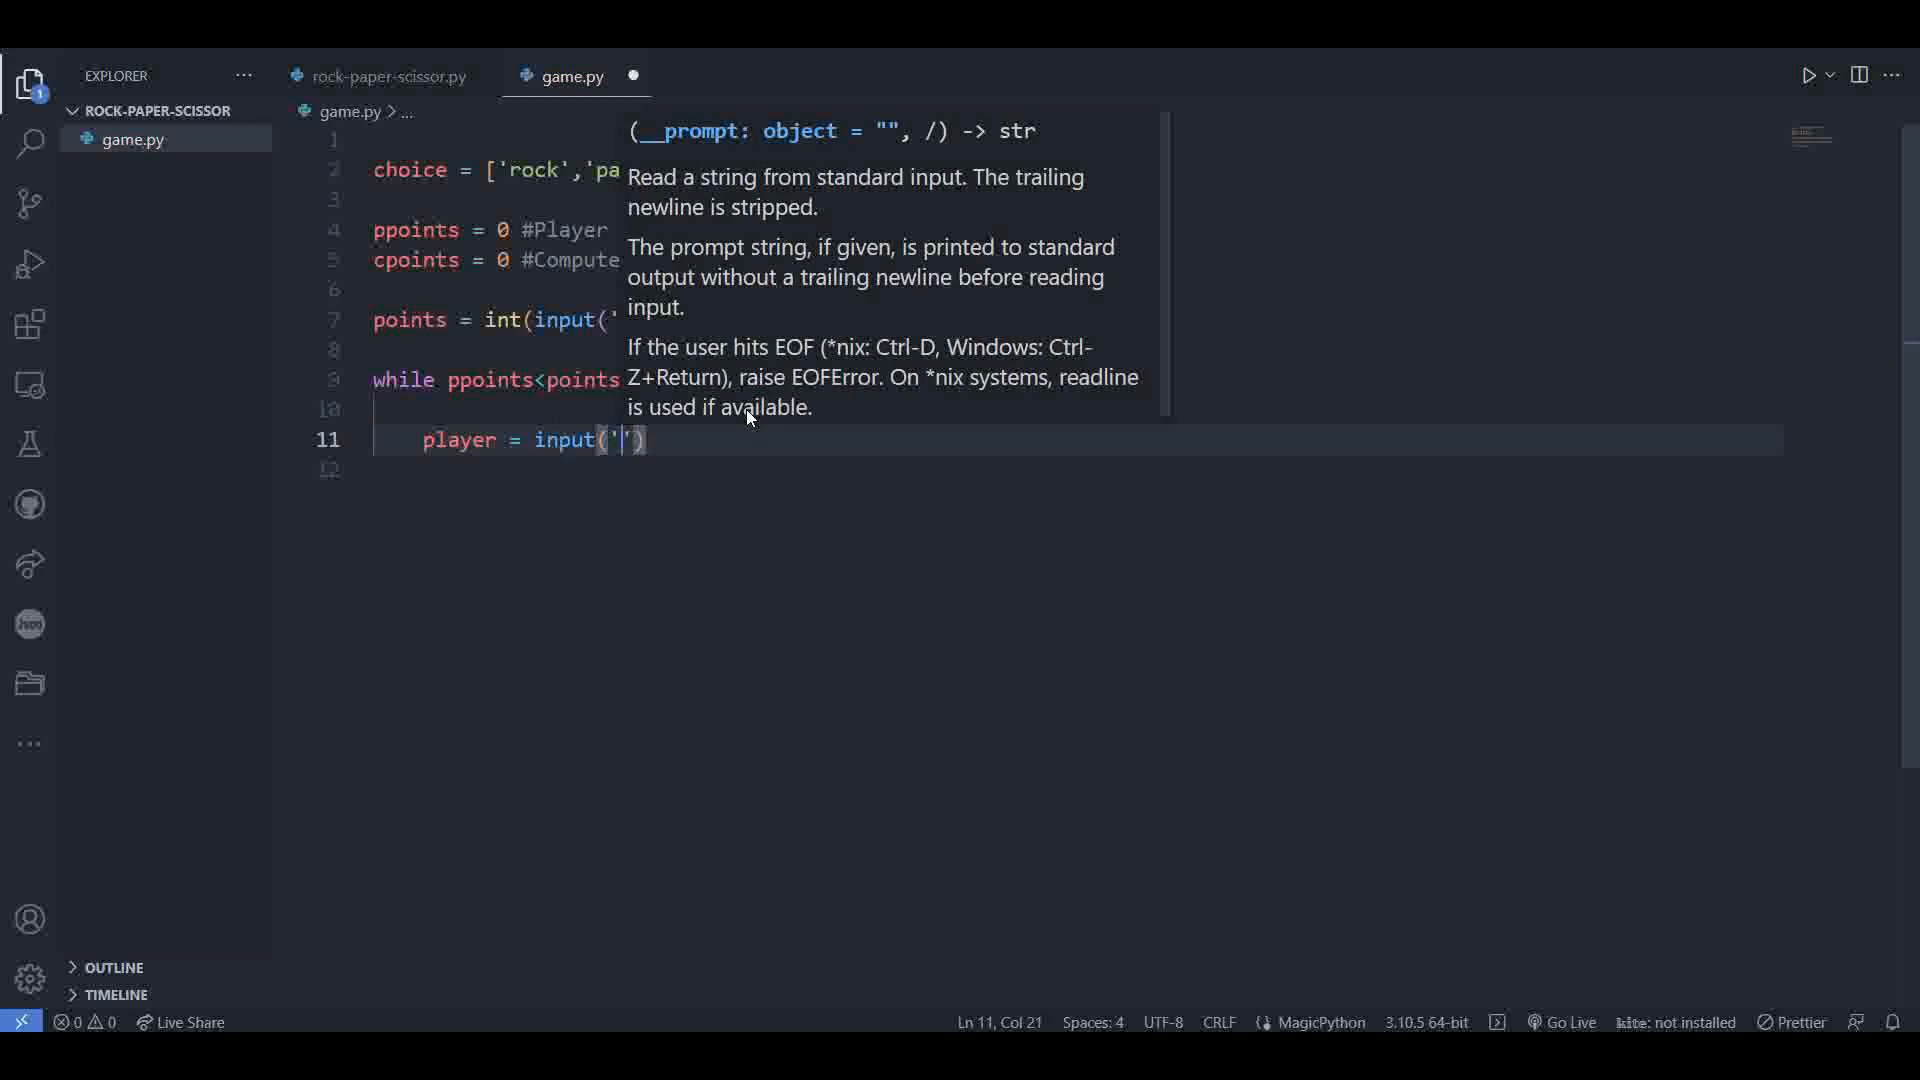 EXPLORER ...
rock-paper-scissor.py
game.py
ROCK-PAPER-SCISSOR
game.py
game.py > ...
1
2 choice = ['rock','pa
3
4 ppoints = 0 #Player
5 cpoints = 0 #Compute
6
7 points = int(input('
8
9 while ppoints<points
10
11 player = input('')
12
(__prompt: object = "", /) -> str
Read a string from standard input. The trailing
newline is stripped.
The prompt string, if given, is printed to standard
output without a trailing newline before reading
input.
If the user hits EOF (*nix: Ctrl-D, Windows: Ctrl-
Z+Return), raise EOFError. On *nix systems, readline
is used if available.
1
JSON
OUTLINE
TIMELINE
0 0 Live Share
Ln 11, Col 21 Spaces: 4 UTF-8 CRLF MagicPython 3.10.5 64-bit Go Live kite: not installed Prettier